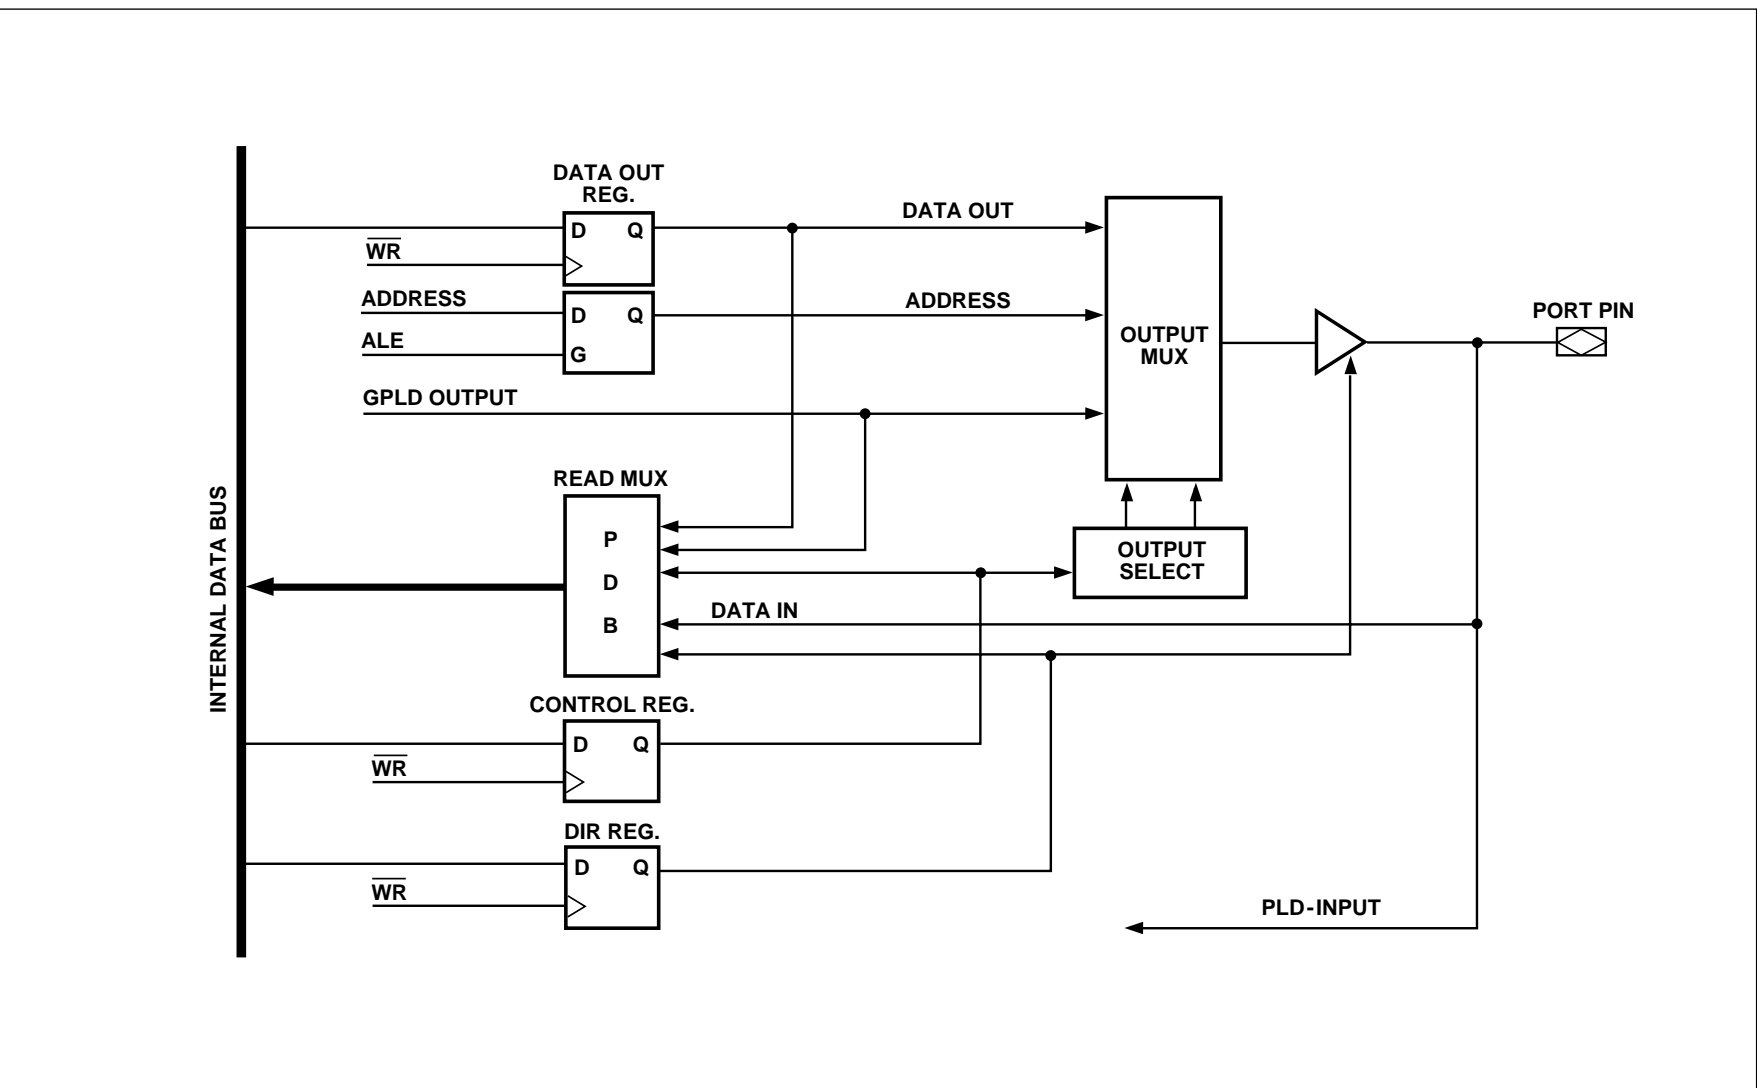 DATA OUT
REG.
D Q
WR
DATA OUT
ADDRESS
ALE
D Q
G
ADDRESS
GPLD OUTPUT
OUTPUT
MUX
PORT PIN
READ MUX
P
D
B
OUTPUT
SELECT
DATA IN
INTERNAL DATA BUS
CONTROL REG.
D Q
WR
DIR REG.
D Q
WR
PLD-INPUT